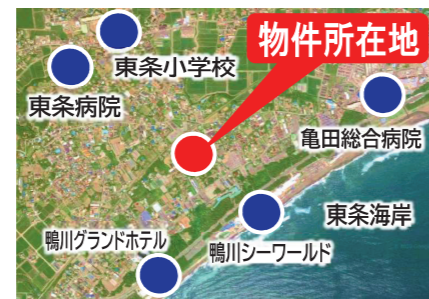 物件所在地
東条小学校
東条病院
亀田総合病院
東条海岸
鴨川グランドホテル
鴨川シーワールド